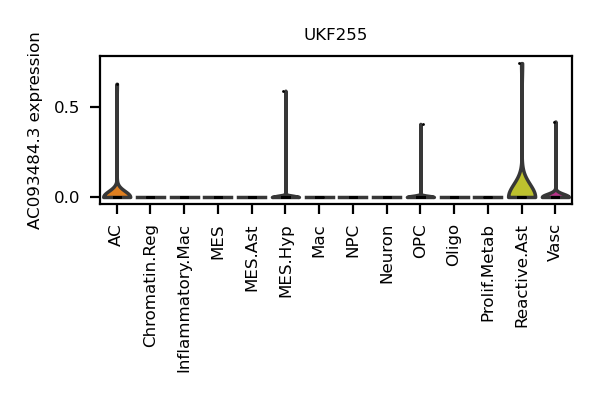 UKF255
AC093484.3 expression
0.5
0.0
AC
Chromatin.Reg
Inflammatory.Mac
MES
MES.Ast
MES.Hyp
Mac
NPC
Neuron
OPC
Oligo
Prolif.Metab
Reactive.Ast
Vasc